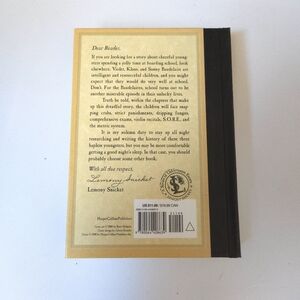 Dear Reader,
If you are looking for a story about cheerful young-
sters spending a jolly time at boarding school, look
elsewhere. Violet, Klaus, and Sunny Baudelaire are
intelligent and resourceful children, and you might
expect that they would do very well at school.
Don't. For the Baudelaires, school turns out to be
another miserable episode in their unlucky lives.
Truth be told, within the chapters that make
up this dreadful story, the children will face snap-
ping crabs, strict punishments, dripping fungus,
comprehensive exams, violin recitals, S.O.R.E., and
the metric system.
It is my solemn duty to stay up all night
researching and writing the history of these three
hapless youngsters, but you may be more comfortable
getting a good night's sleep. In that case, you should
probably choose some other book.
With all due respect,
Lemony Snicket
Lemony Snicket
HarperCollinsPublishers